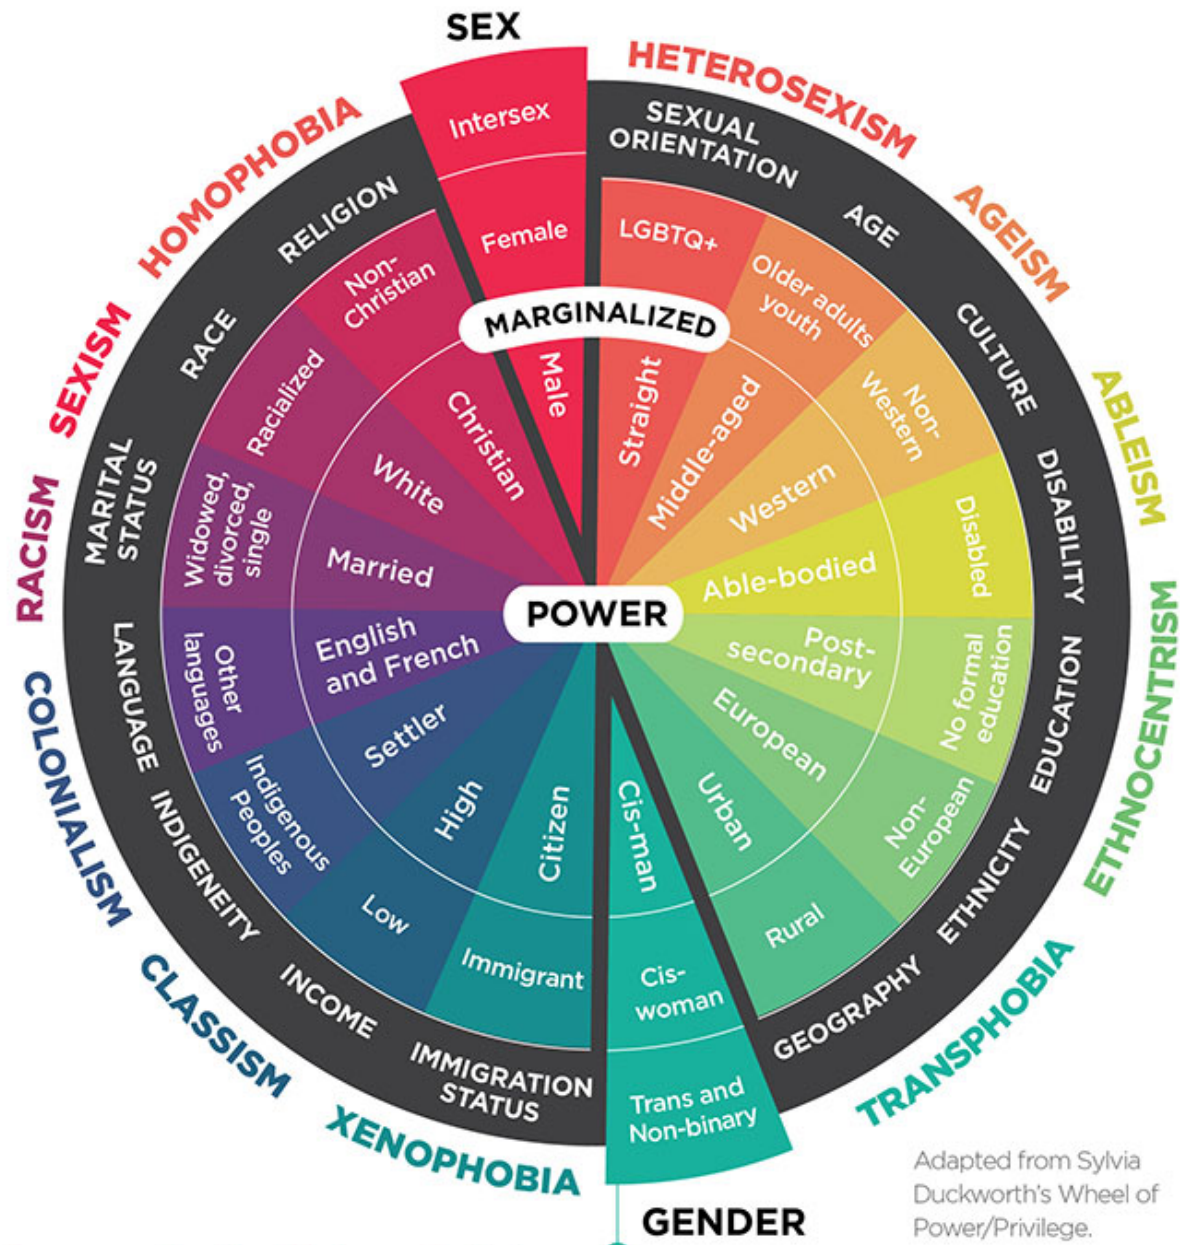 SEX
Intersex
Female
Male
MARGINALIZED
POWER
HETEROSEXISM
SEXUAL
ORIENTATION
LGBTQ+
Straight
AGEISM
AGE
Older adults
youth
Middle-aged
CULTURE
Non-
Western
Western
ABLEISM
DISABILITY
Disabled
Able-bodied
EDUCATION
No formal
education
Post-
secondary
ETHNOCENTRISM
ETHNICITY
Non-
European
European
GEOGRAPHY
Rural
Urban
TRANSPHOBIA
Cis-man
Cis-
woman
Trans and
Non-binary
GENDER
XENOPHOBIA
IMMIGRATION
STATUS
Immigrant
Citizen
CLASSISM
INCOME
Low
High
COLONIALISM
INDIGENEITY
Indigenous
Peoples
Settler
LANGUAGE
Other
languages
English
and French
RACISM
MARITAL
STATUS
Widowed,
divorced,
single
Married
SEXISM
RACE
Racialized
White
HOMOPHOBIA
RELIGION
Non-
Christian
Christian
Adapted from Sylvia
Duckworth's Wheel of
Power/Privilege.